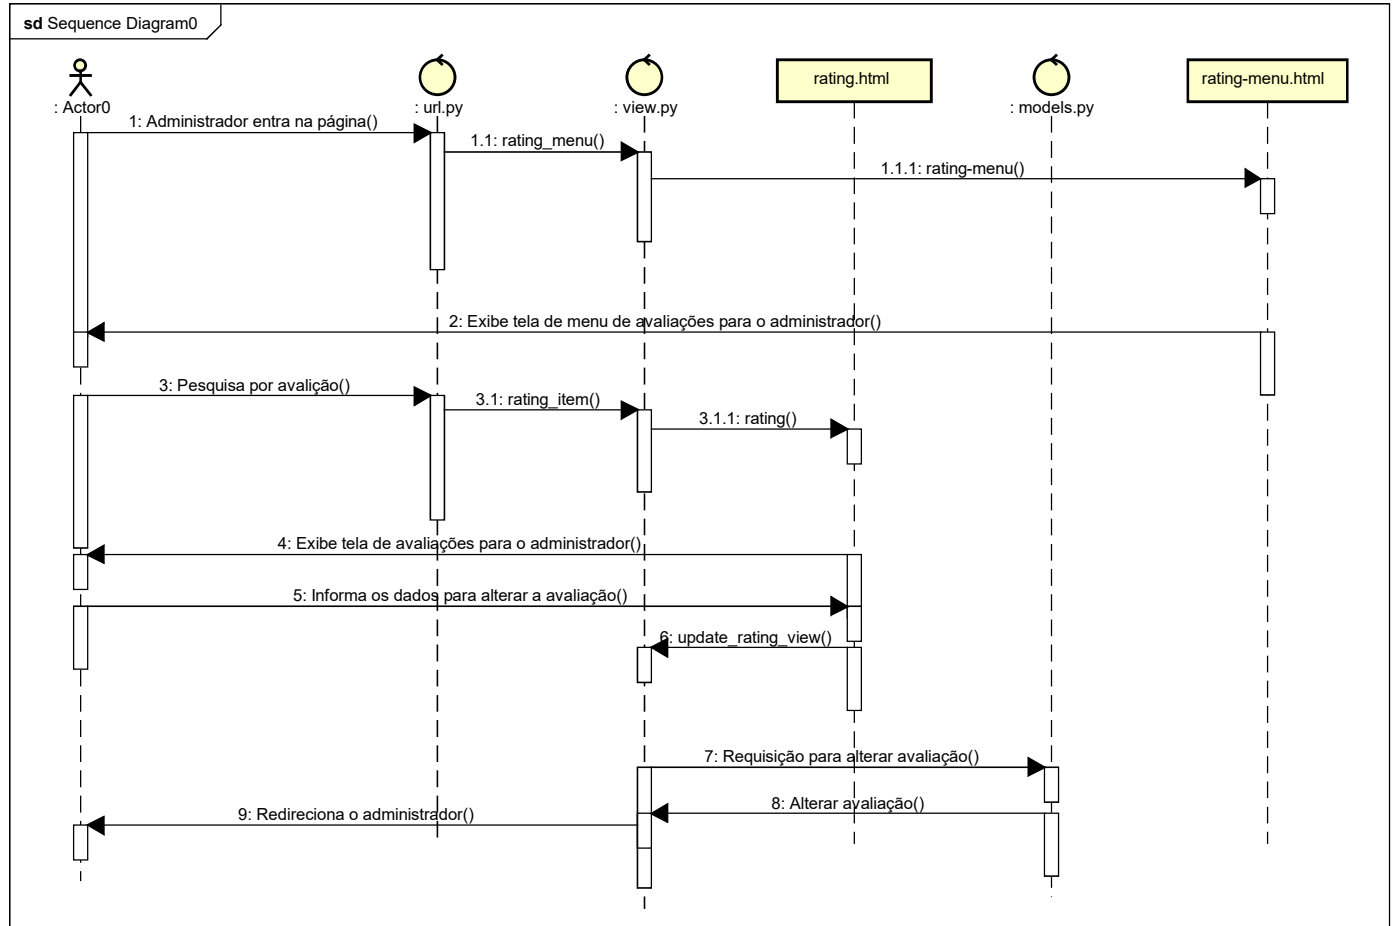 sd Sequence Diagram0
: Actor0
: url.py
: view.py
rating.html
: models.py
rating-menu.html
1: Administrador entra na página()
1.1: rating_menu()
1.1.1: rating-menu()
2: Exibe tela de menu de avaliações para o administrador()
3: Pesquisa por avalição()
3.1: rating_item()
3.1.1: rating()
4: Exibe tela de avaliações para o administrador()
5: Informa os dados para alterar a avaliação()
6: update_rating_view()
7: Requisição para alterar avaliação()
8: Alterar avaliação()
9: Redireciona o administrador()